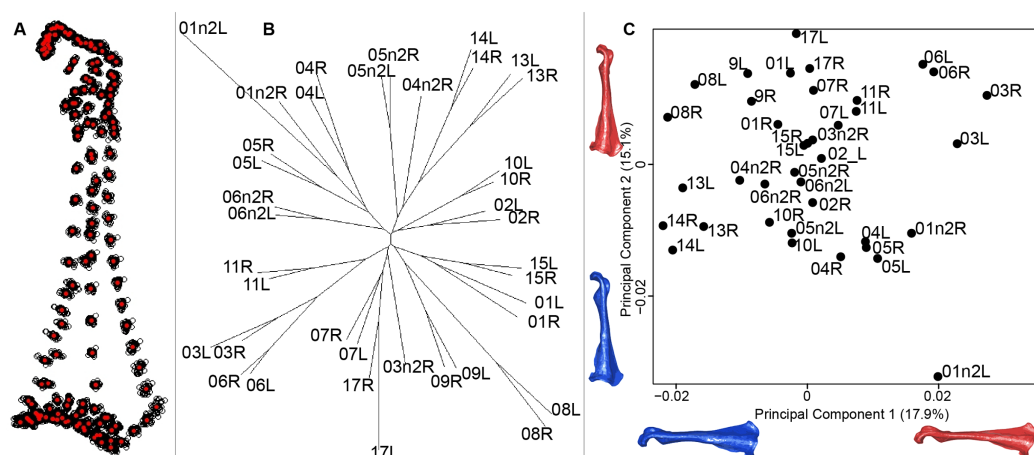 A
B
C
01n2L
05n2R
05n2L
04R
04L
01n2R
04n2R
14L
14R
13L
13R
05R
05L
06n2R
06n2L
10L
10R
02L
02R
11R
11L
15L
15R
01L
01R
03L
03R
06R
06L
07R
07L
17R
03n2R
09R
09L
08L
08R
17L
17L
9L
01L
17R
08L
07R
9R
06L
06R
03R
11R
11L
08R
01R
07L
15R
03n2R
15L
03L
02_L
04n2R
05n2R
13L
06n2R
06n2L
02R
14R
13R
10R
05n2L
04L
01n2R
14L
10L
05R
04R
05L
01n2L
Principal Component 2 (15.1%)
0
−0.02
−0.02
0
0.02
Principal Component 1 (17.9%)